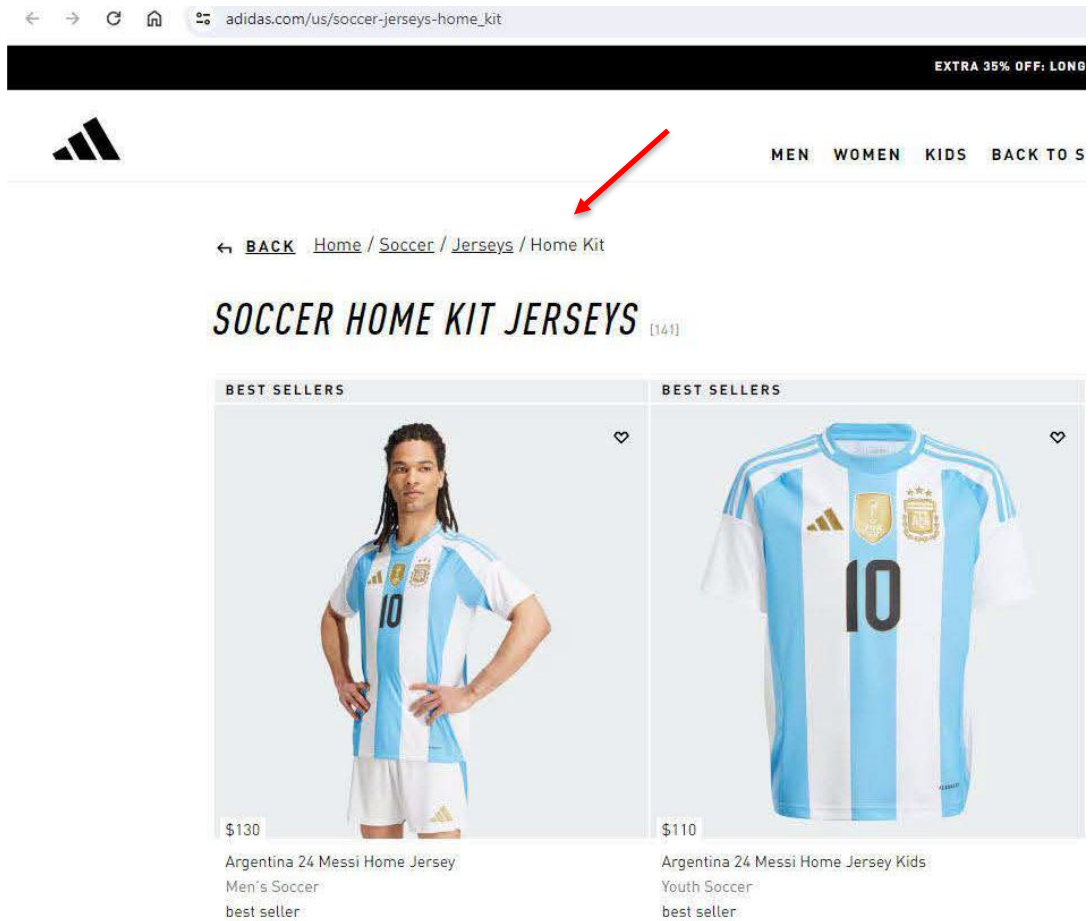 adidas.com/us/soccer-jerseys-home_kit
EXTRA 35% OFF: LONG
MEN WOMEN KIDS BACK TO S
BACK Home / Soccer / Jerseys / Home Kit
SOCCER HOME KIT JERSEYS [141]
BEST SELLERS BEST SELLERS
10
10
$130 $110
Argentina 24 Messi Home Jersey Argentina 24 Messi Home Jersey Kids
Men's Soccer Youth Soccer
best seller best seller